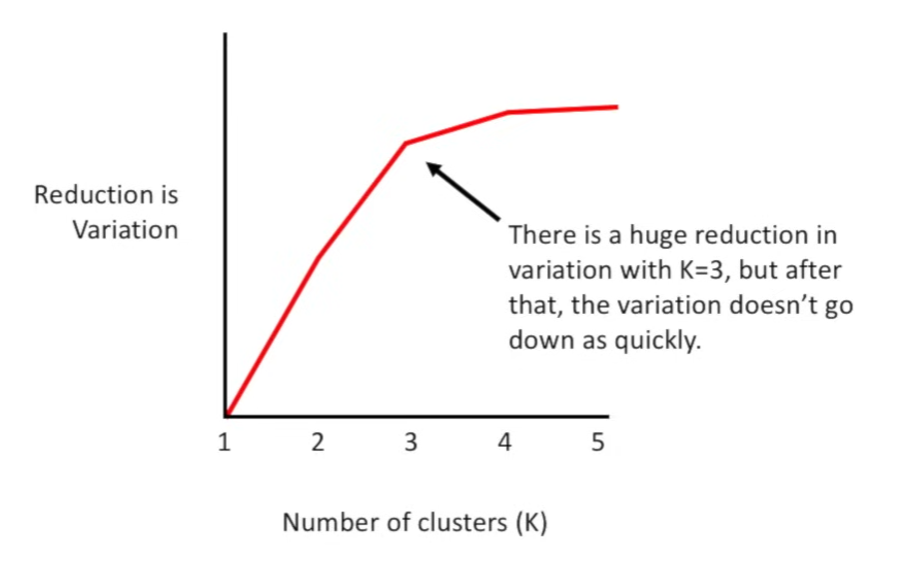 Reduction is
Variation
There is a huge reduction in
variation with K=3, but after
that, the variation doesn’t go
down as quickly.
1 2 3 4 5
Number of clusters (K)